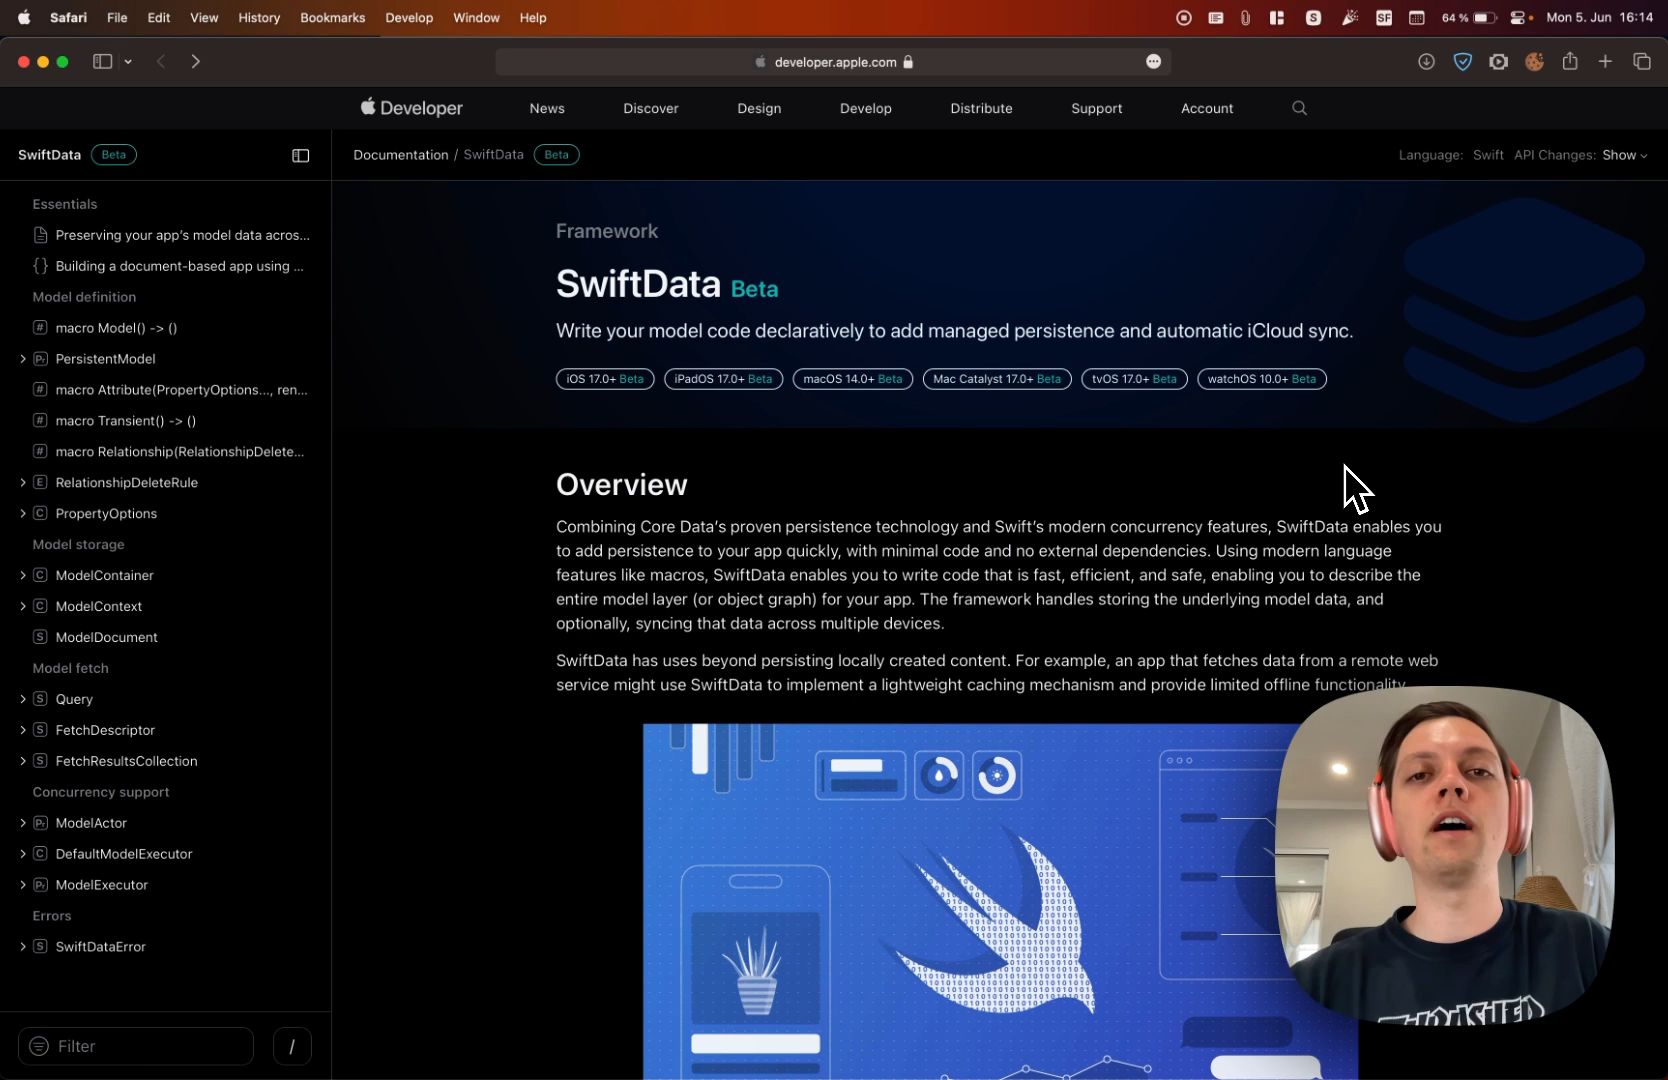 Safari File Edit View History Bookmarks Develop Window Help
S SF 64 % Mon 5. Jun 16:14
developer.apple.com
Developer News Discover Design Develop Distribute Support Account
SwiftData Beta
Documentation / SwiftData Beta
Language: Swift API Changes: Show
Essentials
Preserving your app's model data acros...
{} Building a document-based app using ...
Model definition
# macro Model() -> ()
Pr PersistentModel
# macro Attribute(PropertyOptions..., ren...
# macro Transient() -> ()
# macro Relationship(RelationshipDelete...
E RelationshipDeleteRule
C PropertyOptions
Model storage
C ModelContainer
C ModelContext
S ModelDocument
Model fetch
S Query
S FetchDescriptor
S FetchResultsCollection
Concurrency support
Pr ModelActor
C DefaultModelExecutor
Pr ModelExecutor
Errors
S SwiftDataError
Filter
/
Framework
SwiftData Beta
Write your model code declaratively to add managed persistence and automatic iCloud sync.
iOS 17.0+ Beta iPadOS 17.0+ Beta macOS 14.0+ Beta Mac Catalyst 17.0+ Beta tvOS 17.0+ Beta watchOS 10.0+ Beta
Overview
Combining Core Data's proven persistence technology and Swift's modern concurrency features, SwiftData enables you
to add persistence to your app quickly, with minimal code and no external dependencies. Using modern language
features like macros, SwiftData enables you to write code that is fast, efficient, and safe, enabling you to describe the
entire model layer (or object graph) for your app. The framework handles storing the underlying model data, and
optionally, syncing that data across multiple devices.
SwiftData has uses beyond persisting locally created content. For example, an app that fetches data from a remote web
service might use SwiftData to implement a lightweight caching mechanism and provide limited offline functionality.